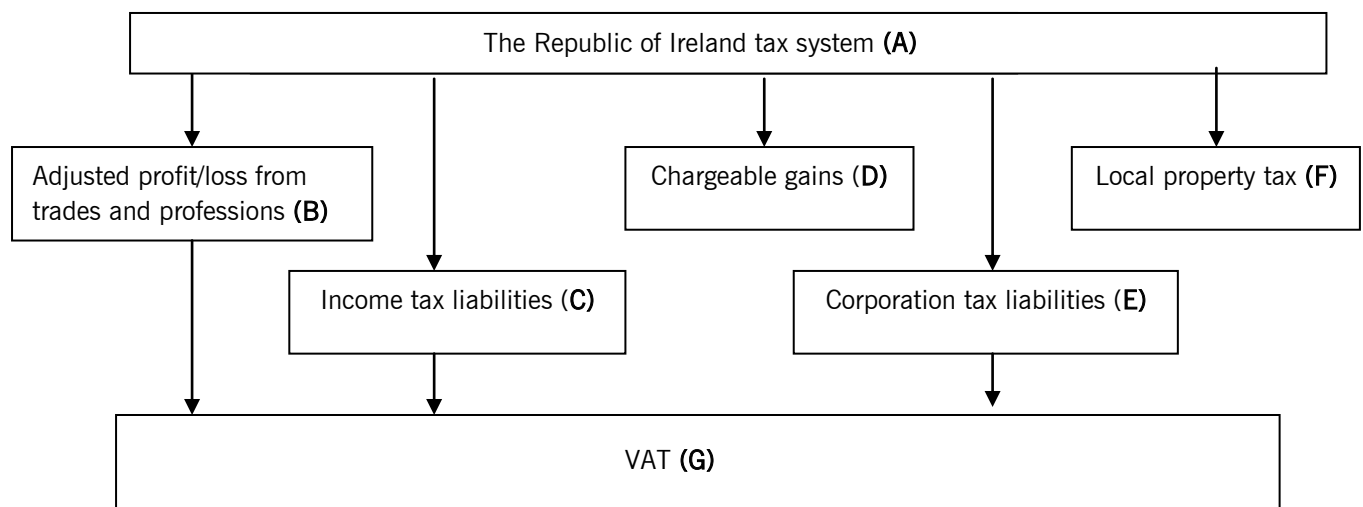 The Republic of Ireland tax system (A)
Adjusted profit/loss from
trades and professions (B)
Chargeable gains (D)
Local property tax (F)
Income tax liabilities (C)
Corporation tax liabilities (E)
VAT (G)